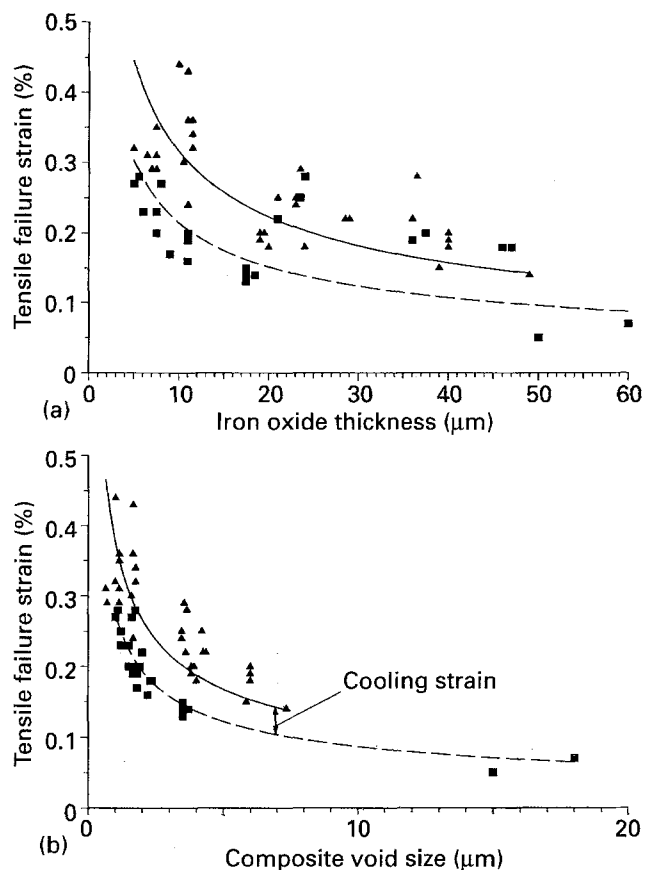 0.5
0.4
0.3
0.2
0.1
0
Tensile failure strain (%)
0 10 20 30 40 50 60
(a)
Iron oxide thickness (μm)
0.5
0.4
0.3
0.2
0.1
0
Tensile failure strain (%)
Cooling strain
0 10 20
(b)
Composite void size (μm)